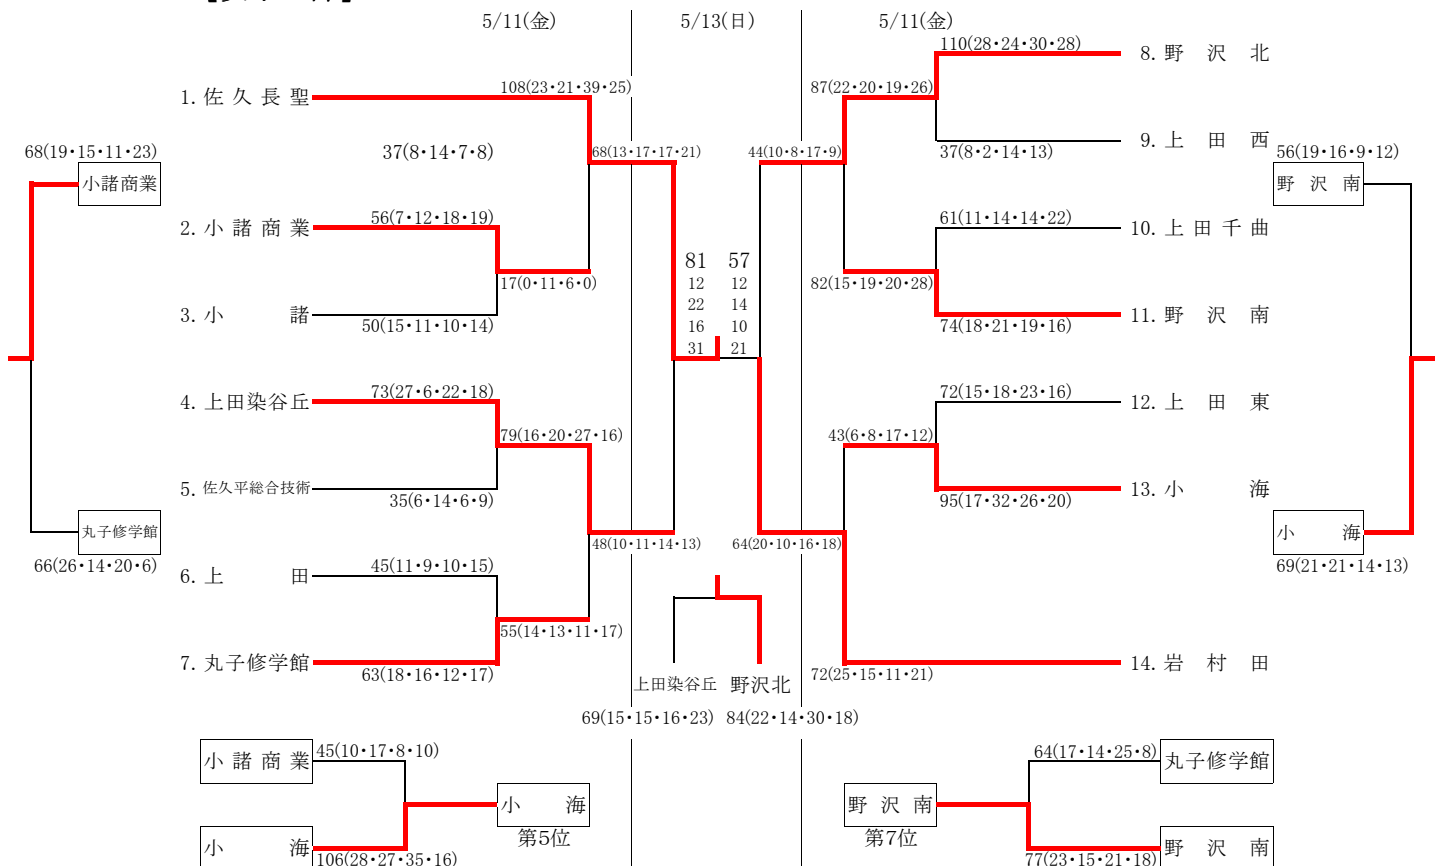 5/11(金) 5/13(日) 5/11(金)
110(28・24・30・28)
8. 野沢北
108(23・21・39・25)
87(22・20・19・26)
1. 佐久長聖
37(8・14・7・8)
68(13・17・17・21)
44(10・8・17・9)
9. 上田西
37(8・2・14・13)
68(19・15・11・23)
小諸商業
56(19・16・9・12)
野沢南
56(7・12・18・19)
2. 小諸商業
61(11・14・14・22)
10. 上田千曲
81 57
12 12
22 14
16 10
31 21
17(0・11・6・0)
82(15・19・20・28)
3. 小諸
50(15・11・10・14)
11. 野沢南
74(18・21・19・16)
73(27・6・22・18)
4. 上田染谷丘
72(15・18・23・16)
12. 上田東
79(16・20・27・16)
43(6・8・17・12)
5. 佐久平総合技術
35(6・14・6・9)
13. 小海
95(17・32・26・20)
丸子修学館
66(26・14・20・6)
48(10・11・14・13)
64(20・10・16・18)
小海
69(21・21・14・13)
45(11・9・10・15)
6. 上田
55(14・13・11・17)
7. 丸子修学館
63(18・16・12・17)
14. 岩村田
72(25・15・11・21)
上田染谷丘 野沢北
69(15・15・16・23) 84(22・14・30・18)
小諸商業
45(10・17・8・10)
64(17・14・25・8)
丸子修学館
小海
第5位
野沢南
第7位
小海
106(28・27・35・16)
77(23・15・21・18)
野沢南